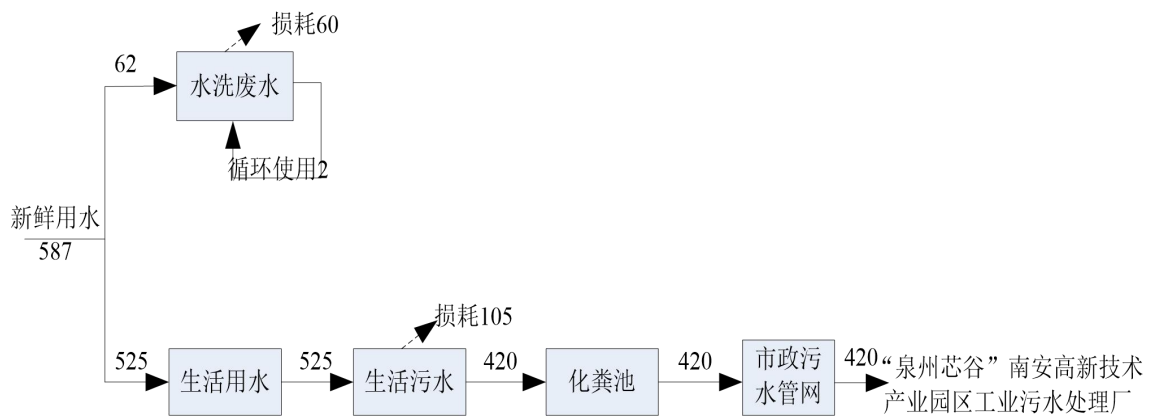 损耗60
62
水洗废水
循环使用2
新鲜用水
587
损耗105
525
生活用水
525
生活污水
420
化粪池
420
市政污
水管网
420
“泉州芯谷”南安高新技术
产业园区工业污水处理厂